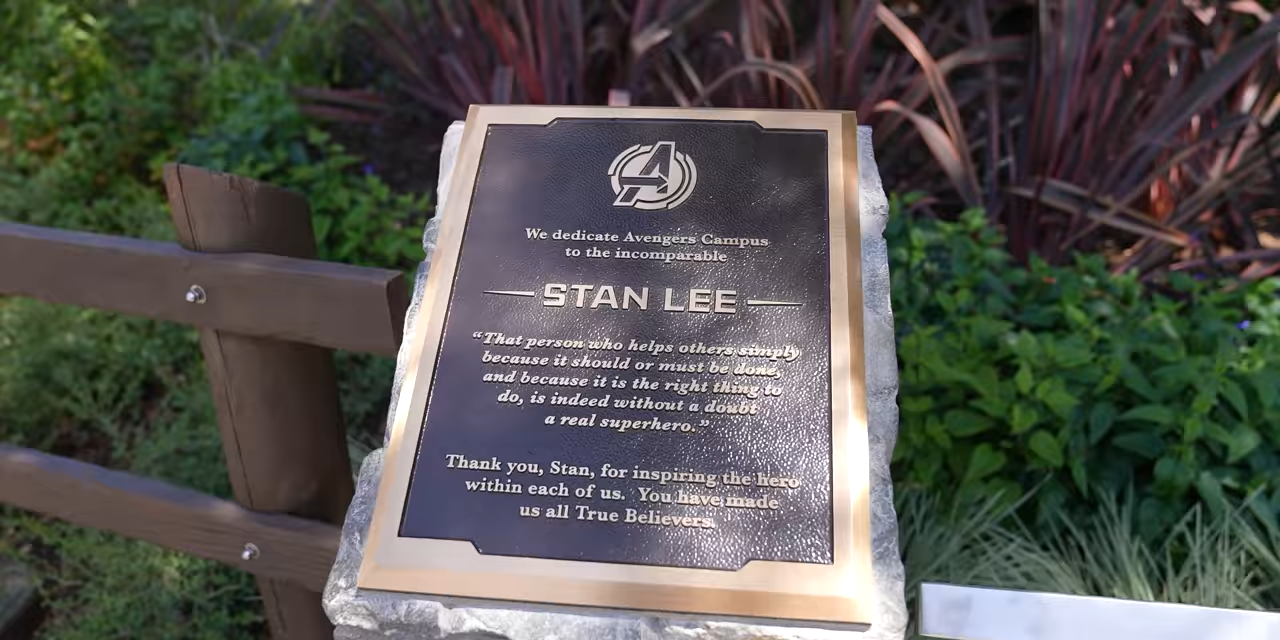 We dedicate Avengers Campus
to the incomparable
STAN LEE
“That person who helps others simply
because it should or must be done,
and because it is the right thing to
do, is indeed without a doubt
a real superhero.”
Thank you, Stan, for inspiring the hero
within each of us. You have made
us all True Believers.